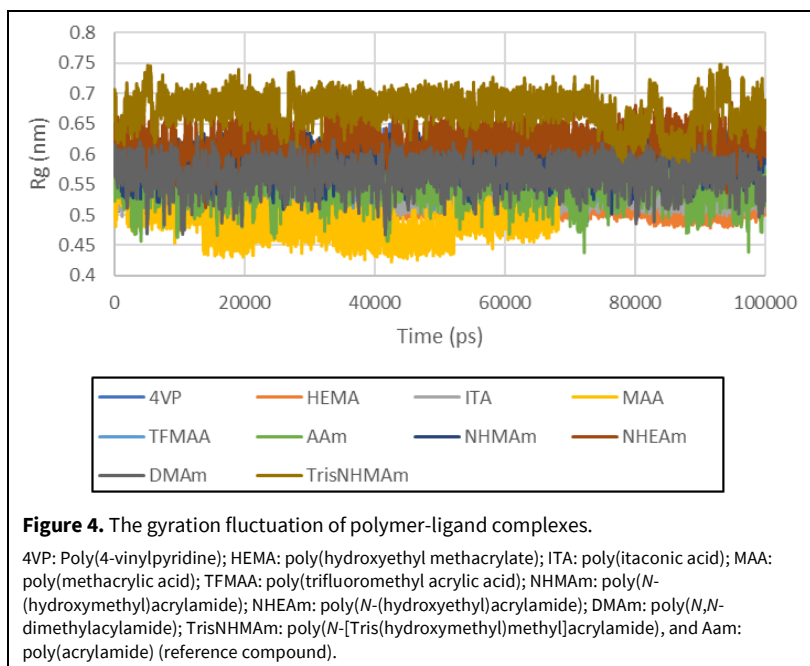 0.8
0.75
0.7
0.65
0.6
0.55
0.5
0.45
0.4
Rg (nm)
0 20000 40000 60000 80000 100000
Time (ps)
4VP HEMA ITA MAA
TFMAA AAm NHMAm NHEAm
DMAm TrisNHMAm
Figure 4. The gyration fluctuation of polymer-ligand complexes.
4VP: Poly(4-vinylpyridine); HEMA: poly(hydroxyethyl methacrylate); ITA: poly(itaconic acid); MAA:
poly(methacrylic acid); TFMAA: poly(trifluoromethyl acrylic acid); NHMAm: poly(N-
(hydroxymethyl)acrylamide); NHEAm: poly(N-(hydroxyethyl)acrylamide); DMAm: poly(N,N-
dimethylacylamide); TrisNHMAm: poly(N-[Tris(hydroxymethyl)methyl]acrylamide), and Aam:
poly(acrylamide) (reference compound).